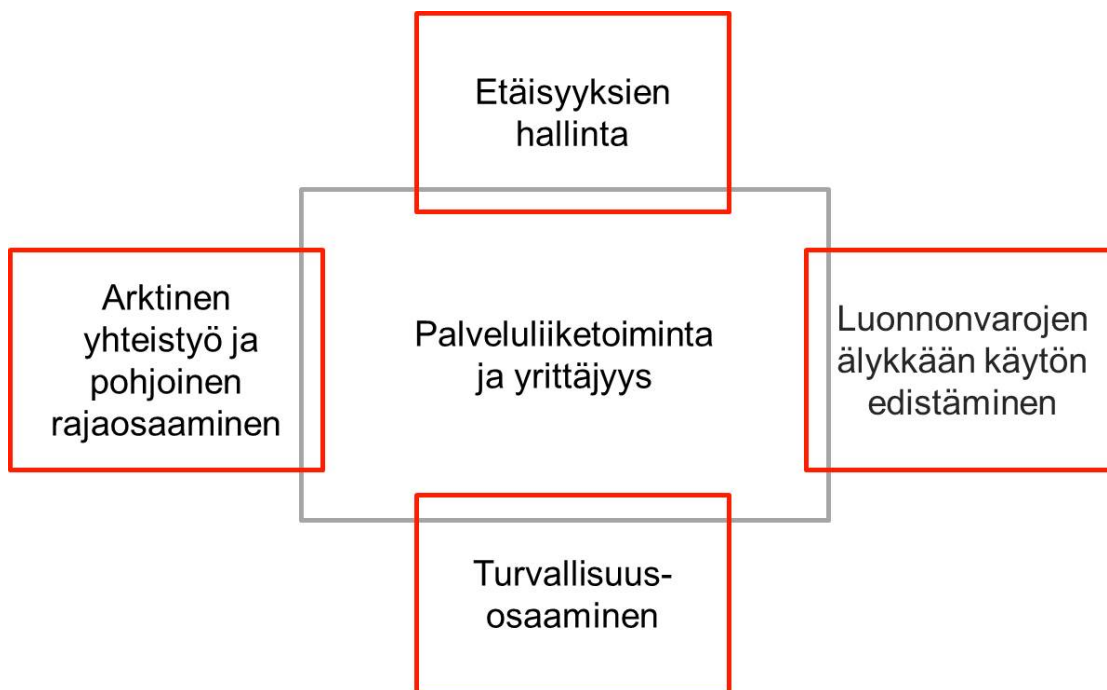 Etäisyyksien
hallinta
Arktinen
yhteistyö ja
pohjoinen
rajaosaaminen
Palveluliiketoiminta
ja yrittäjyys
Luonnonvarojen
älykkään käytön
edistäminen
Turvallisuus-
osaaminen